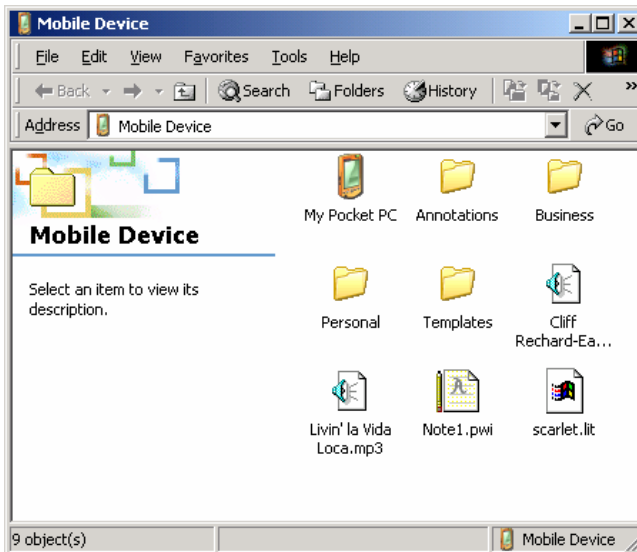 Mobile Device
File Edit View Favorites Tools Help
Back Search Folders History »
Address Mobile Device Go
Mobile Device
Select an item to view its
description.
My Pocket PC Annotations Business
Personal Templates Cliff
Rechard-Ea...
Livin' la Vida
Loca.mp3
Note1.pwi scarlet.lit
9 object(s) Mobile Device